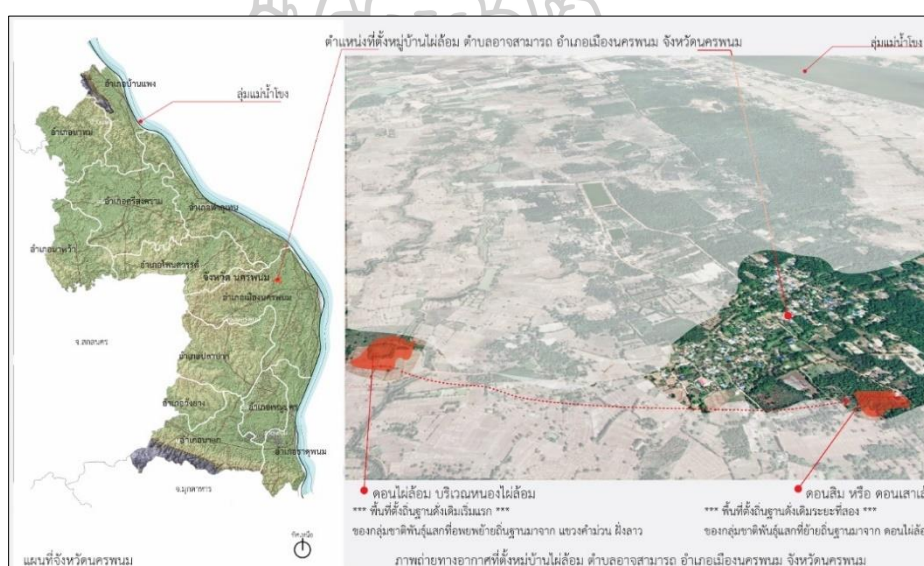 ตำแหน่งที่ตั้งหมู่บ้านไผ่ล้อม ตำบลอาจสามารถ อำเภอเมืองนครพนม จังหวัดนครพนม
ลุ่มแม่น้ำโขง
อำเภอบ้านแพง
ลุ่มแม่น้ำโขง
อำเภอนาทม
อำเภอศรีสงคราม
อำเภอท่าอุเทน
อำเภอนาหว้า
อำเภอโพนสวรรค์
จังหวัด นครพนม
อำเภอเมืองนครพนม
จ.สกลนคร
อำเภอปลาปาก
อำเภอวังยาง
อำเภอเรณูนคร
อำเภอนาแก
อำเภอธาตุพนม
จ.มุกดาหาร
ทิศเหนือ
แผนที่จังหวัดนครพนม
ดอนไผ่ล้อม บริเวณหนองไผ่ล้อม
*** พื้นที่ตั้งถิ่นฐานดั้งเดิมเริ่มแรก ***
ของกลุ่มชาติพันธุ์แสกที่อพยพย้ายถิ่นฐานมาจาก แขวงคำม่วน ฝั่งลาว
ดอนสิม หรือ ดอนเสาเ
*** พื้นที่ตั้งถิ่นฐานดั้งเดิมระยะที่สอง ***
ของกลุ่มชาติพันธุ์แสกที่ย้ายถิ่นฐานมาจาก ดอนไผ่ล้อ
ภาพถ่ายทางอากาศที่ตั้งหมู่บ้านไผ่ล้อม ตำบลอาจสามารถ อำเภอเมืองนครพนม จังหวัดนครพนม